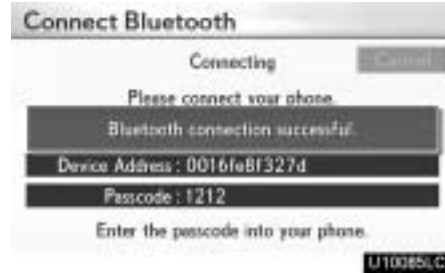 Connect Bluetooth
Connecting
Cancel
Please connect your phone.
Bluetooth connection successful.
Device Address : 0016fe8f327d
Passcode : 1212
Enter the passcode into your phone.
U10085LC